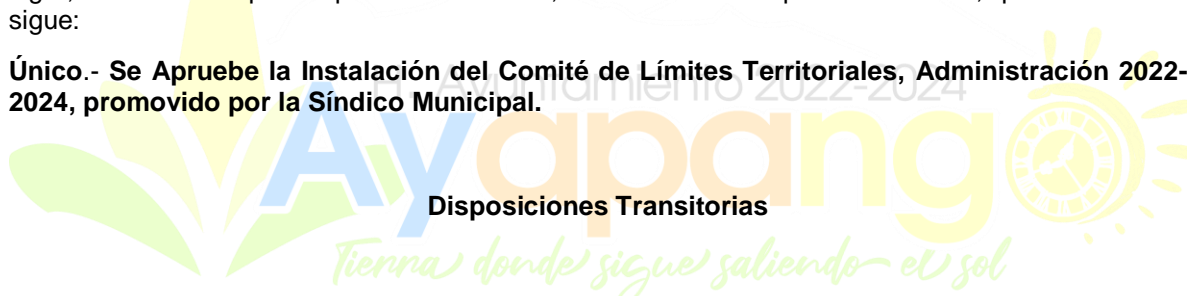 sigue:
Único.- Se Apruebe la Instalación del Comité de Límites Territoriales, Administración 2022-
2024, promovido por la Síndico Municipal.
H. Ayuntamiento 2022-2024
Ayapango
Disposiciones Transitorias
Tierra donde sigue saliendo el sol